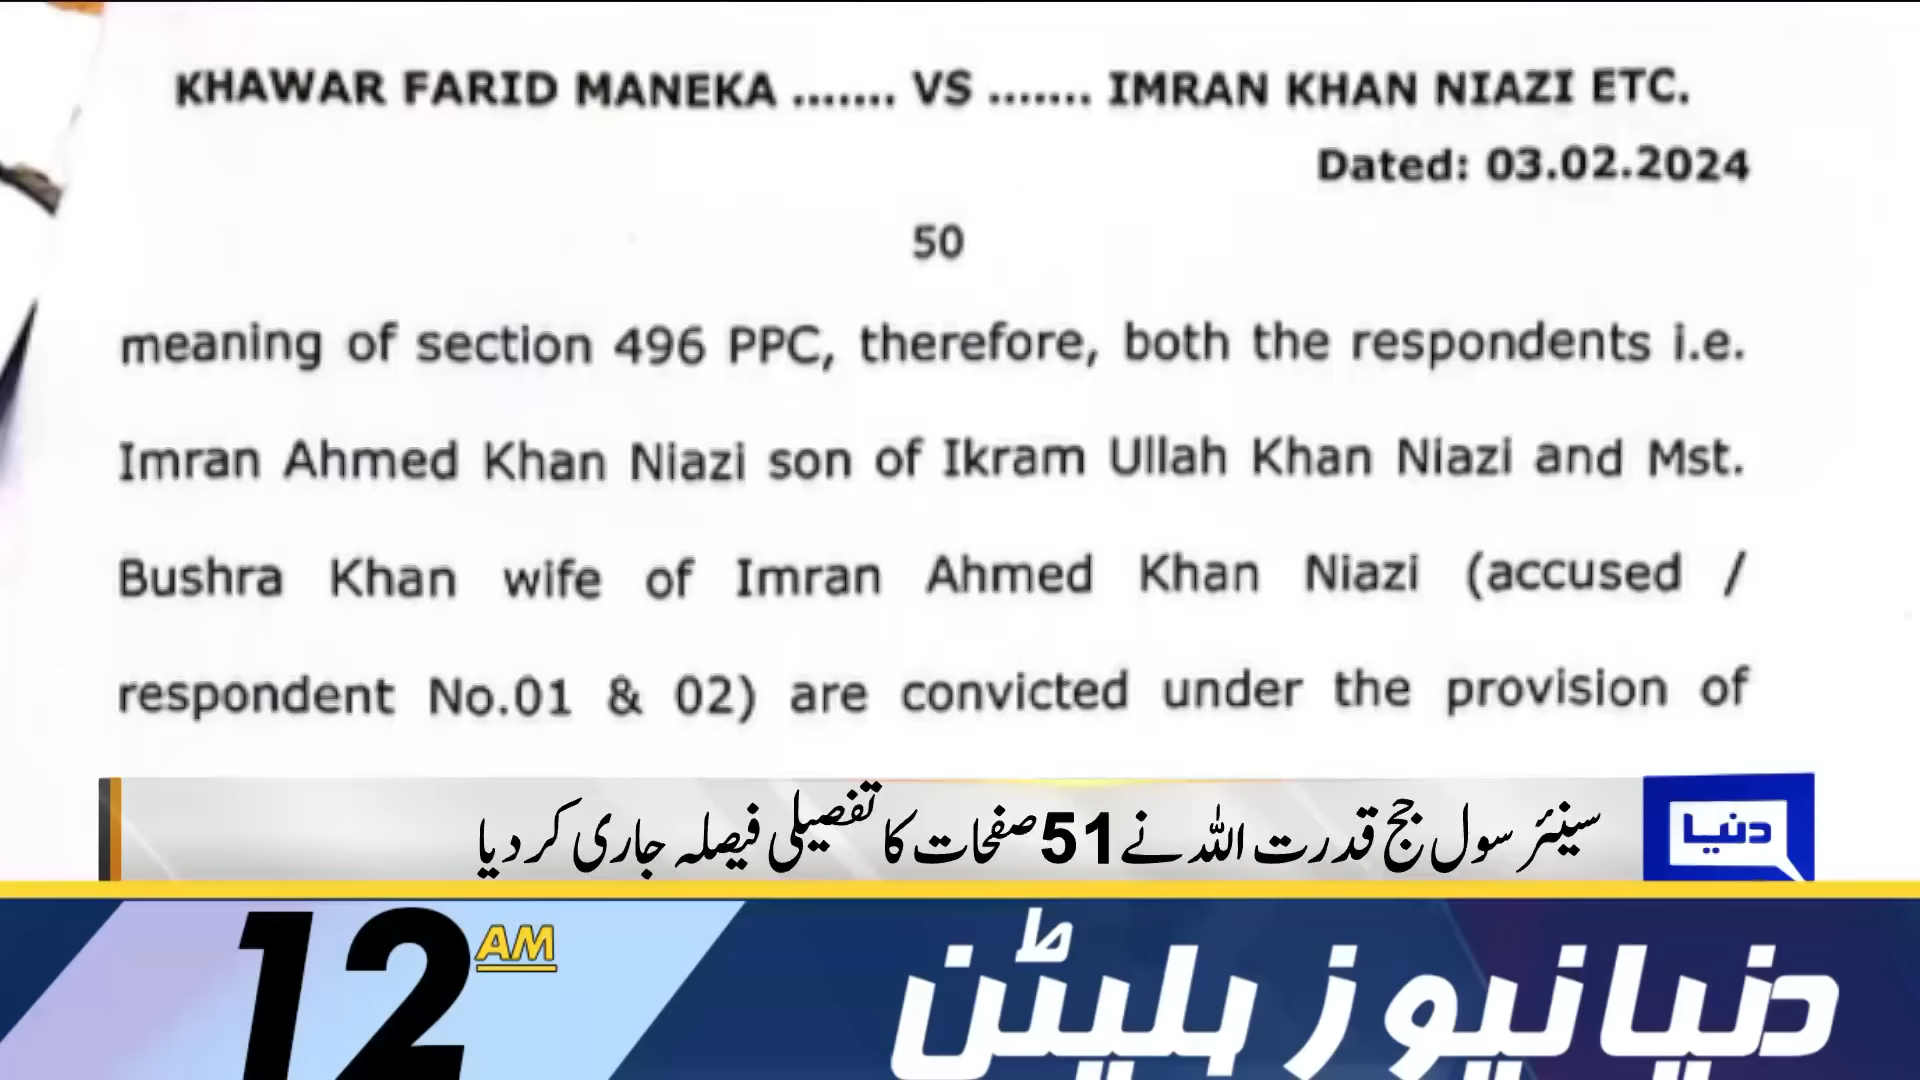 KHAWAR FARID MANEKA ....... VS ....... IMRAN KHAN NIAZI ETC.
Dated: 03.02.2024
50
meaning of section 496 PPC, therefore, both the respondents i.e.
Imran Ahmed Khan Niazi son of Ikram Ullah Khan Niazi and Mst.
Bushra Khan wife of Imran Ahmed Khan Niazi (accused /
respondent No.01 & 02) are convicted under the provision of
سینئر سول جج قدرت اللہ نے 51 صفحات کا تفصیلی فیصلہ جاری کر دیا
دنیا
12 AM
دنیا نیوز بلیٹن